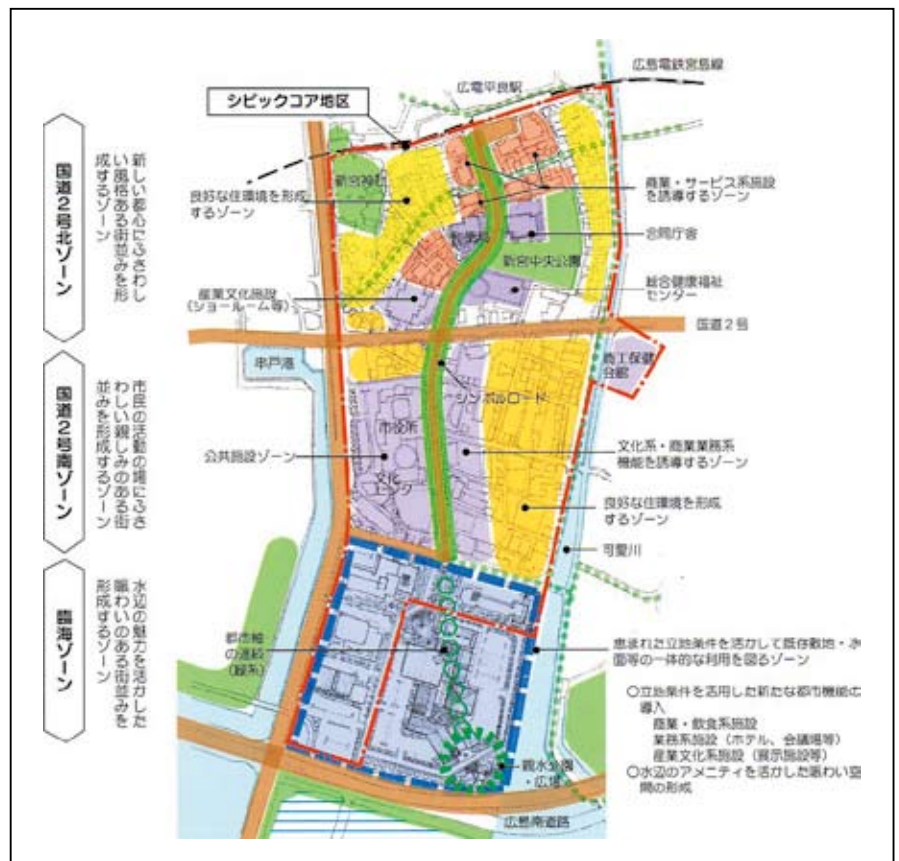 広島電鉄宮島線
広電平良駅
シビックコア地区
国道2号北ゾーン
新しい都心にふさわし
い風格ある街並みを形
成するゾーン
新宮神社
良好な住環境を形成
するゾーン
商業・サービス系施設
を誘導するゾーン
合同庁舎
新宮中央公園
産業文化施設
(ショールーム等)
総合健康福祉
センター
国道2号
串戸港
商工保健
会館
国道2号南ゾーン
市民の活動の場にふさ
わしい親しみのある街
並みを形成するゾーン
シンボルロード
市役所
公共施設ゾーン
文化系・商業業務系
機能を誘導するゾーン
文化
センタ
良好な住環境を形成
するゾーン
可愛川
臨海ゾーン
水辺の魅力を活かした
賑わいのある街並みを
形成するゾーン
都市軸
の連続
(緑系)
恵まれた立地条件を活かして既存敷地・水
面等の一体的な利用を図るゾーン
○立地条件を活用した新たな都市機能の
導入
商業・飲食系施設
業務系施設(ホテル、会議場等)
産業文化系施設(展示施設等)
○水辺のアメニティを活かした賑わい空
間の形成
親水公園
・広場
広島南道路